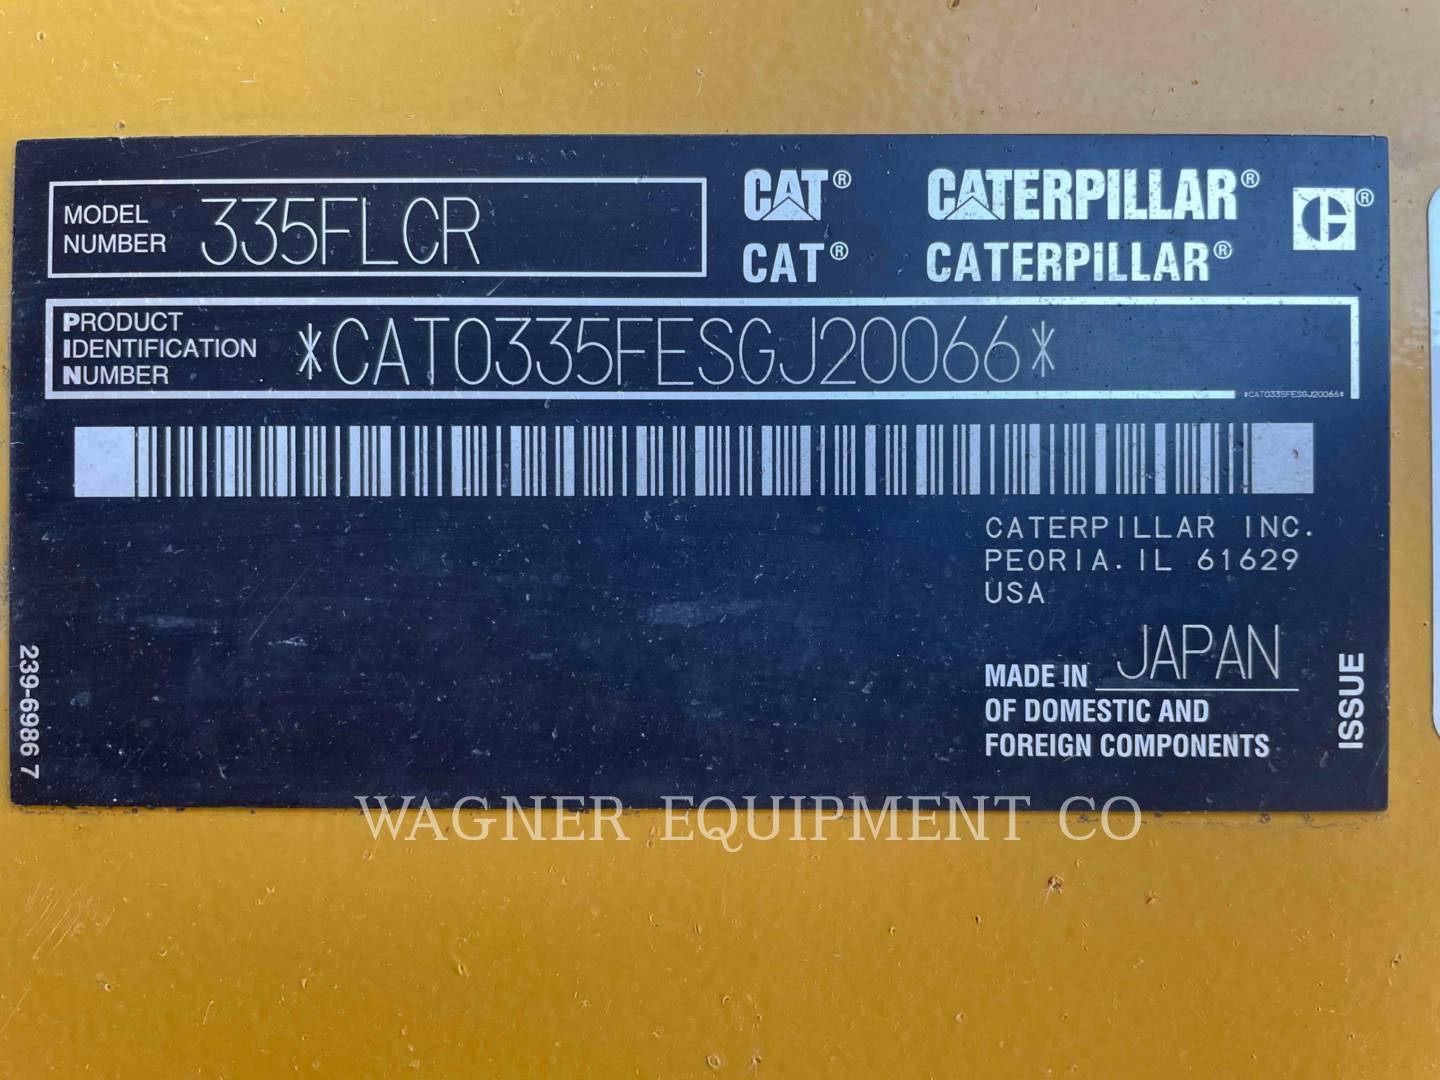 MODEL NUMBER 335FLCR
CAT® CATERPILLAR® ®
CAT® CATERPILLAR®
PRODUCT IDENTIFICATION NUMBER *CAT0335FESGJ20066*
*CAT0335FESGJ20066*
CATERPILLAR INC.
PEORIA. IL 61629
USA
MADE IN JAPAN
OF DOMESTIC AND
FOREIGN COMPONENTS
239-6986 7
ISSUE
WAGNER EQUIPMENT CO